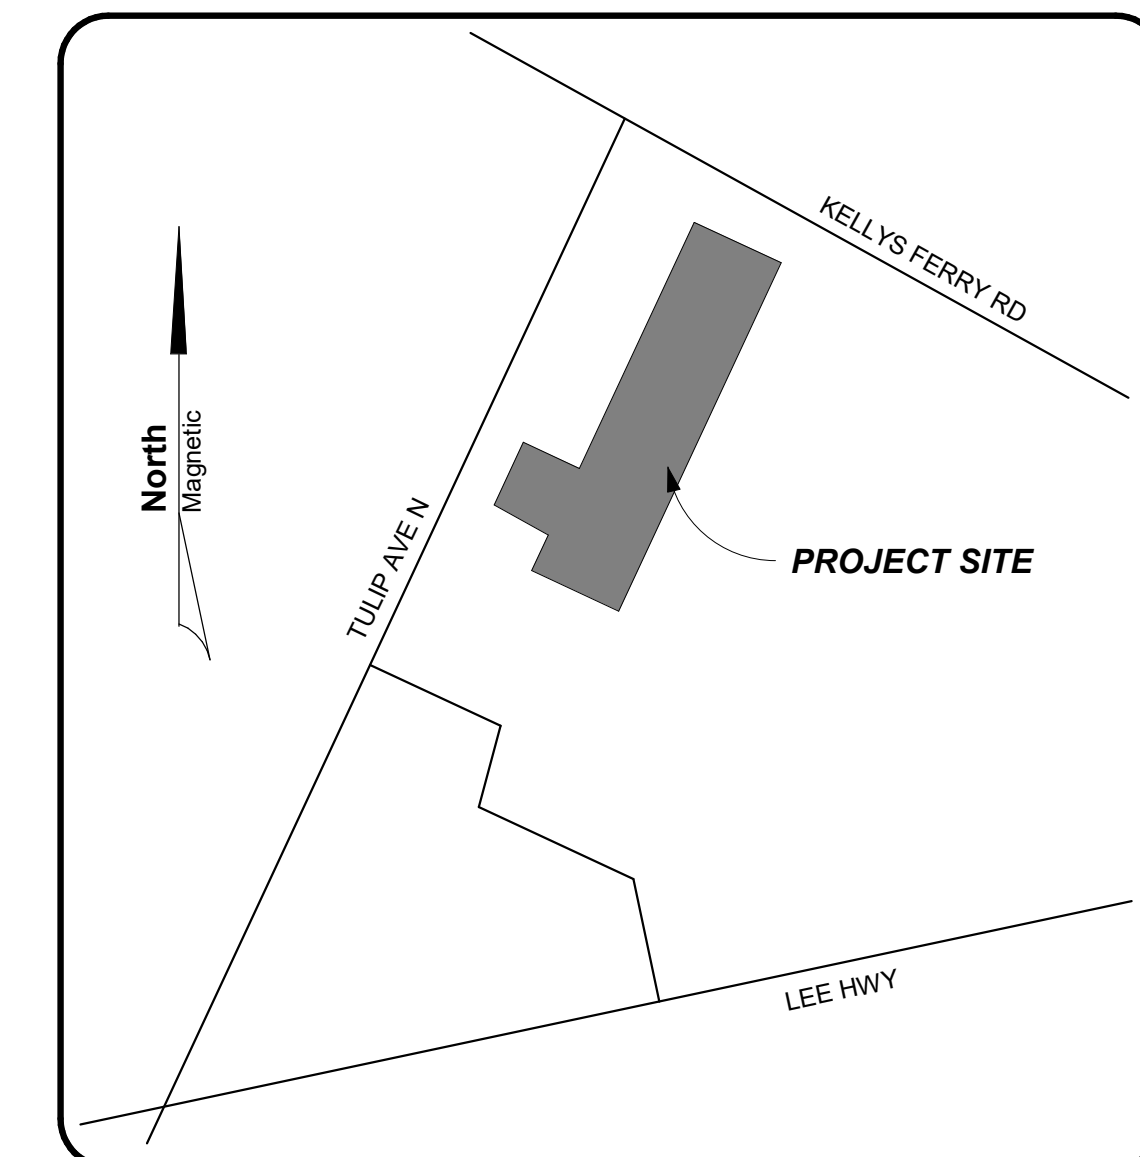 KELLYS FERRY RD
North
Magnetic
TULIP AVE N
PROJECT SITE
LEE HWY